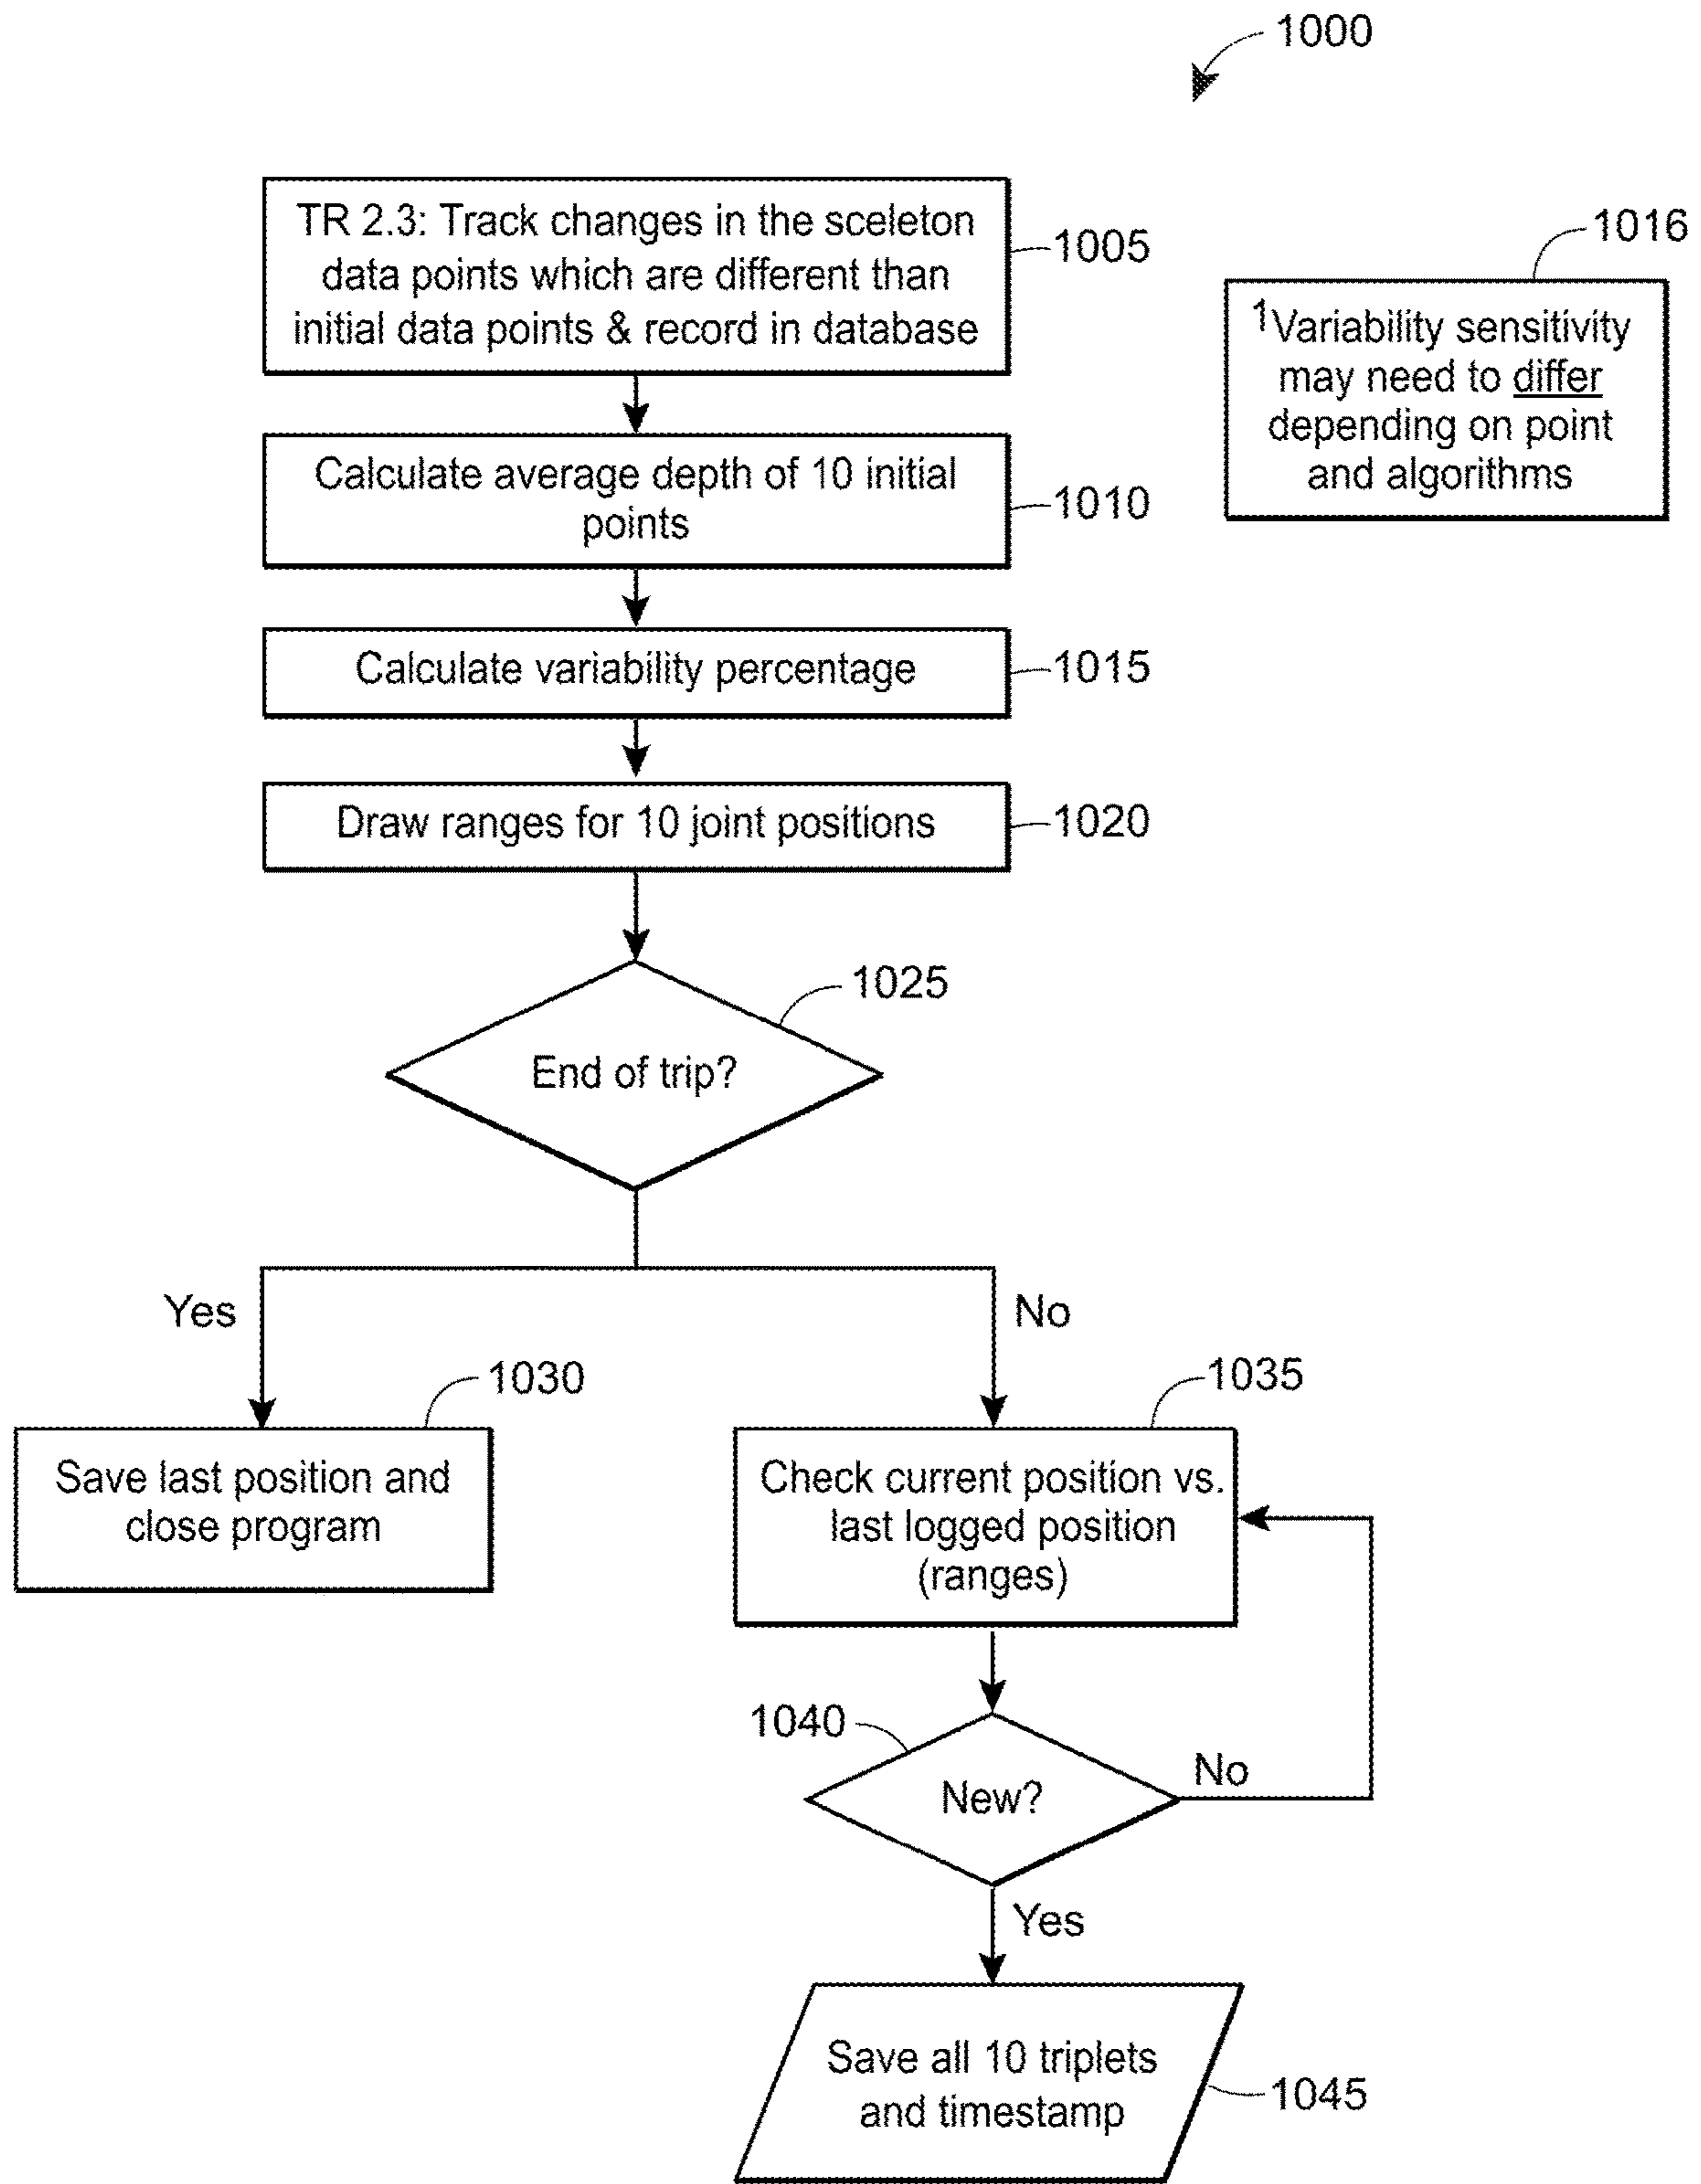 1000
TR 2.3: Track changes in the sceleton
data points which are different than
initial data points & record in database
1005
1016
1Variability sensitivity
may need to differ
depending on point
and algorithms
Calculate average depth of 10 initial
points
1010
Calculate variability percentage
1015
Draw ranges for 10 joint positions
1020
1025
End of trip?
Yes
No
1030
1035
Save last position and
close program
Check current position vs.
last logged position
(ranges)
1040
New?
No
Yes
Save all 10 triplets
and timestamp
1045